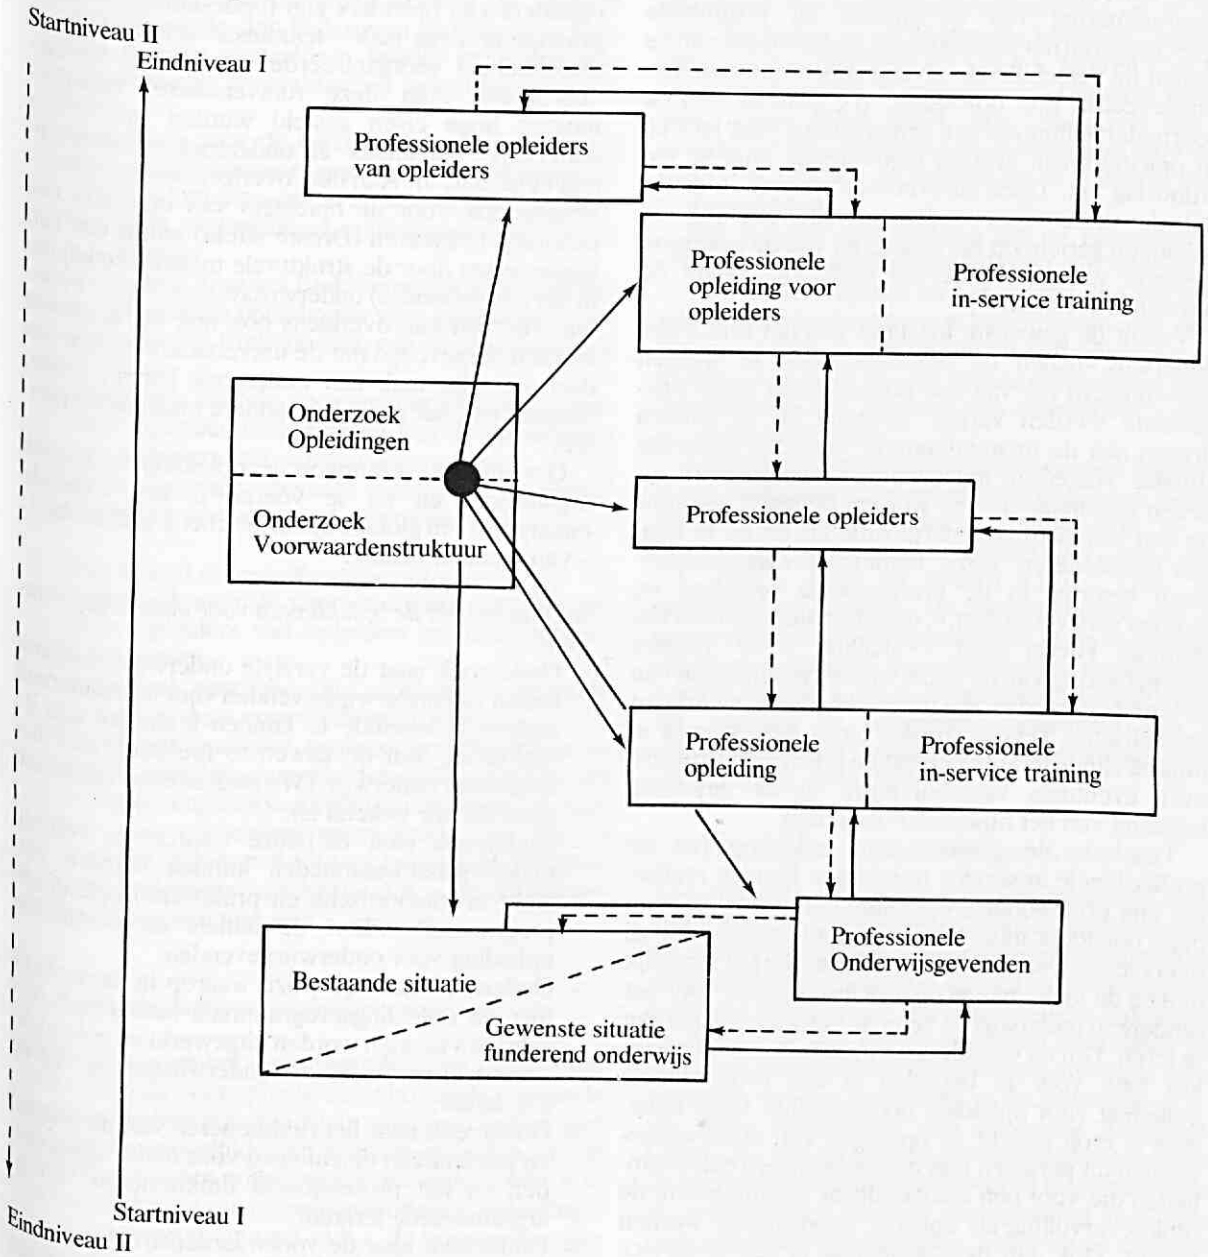 Startniveau II
Eindniveau I
Professionele opleiders
van opleiders
Professionele
opleiding voor
opleiders
Professionele
in-service training
Onderzoek
Opleidingen
Onderzoek
Voorwaardenstruktuur
Professionele opleiders
Professionele
opleiding
Professionele
in-service training
Professionele
Onderwijsgevenden
Bestaande situatie
Gewenste situatie
funderend onderwijs
Startniveau I
Eindniveau II